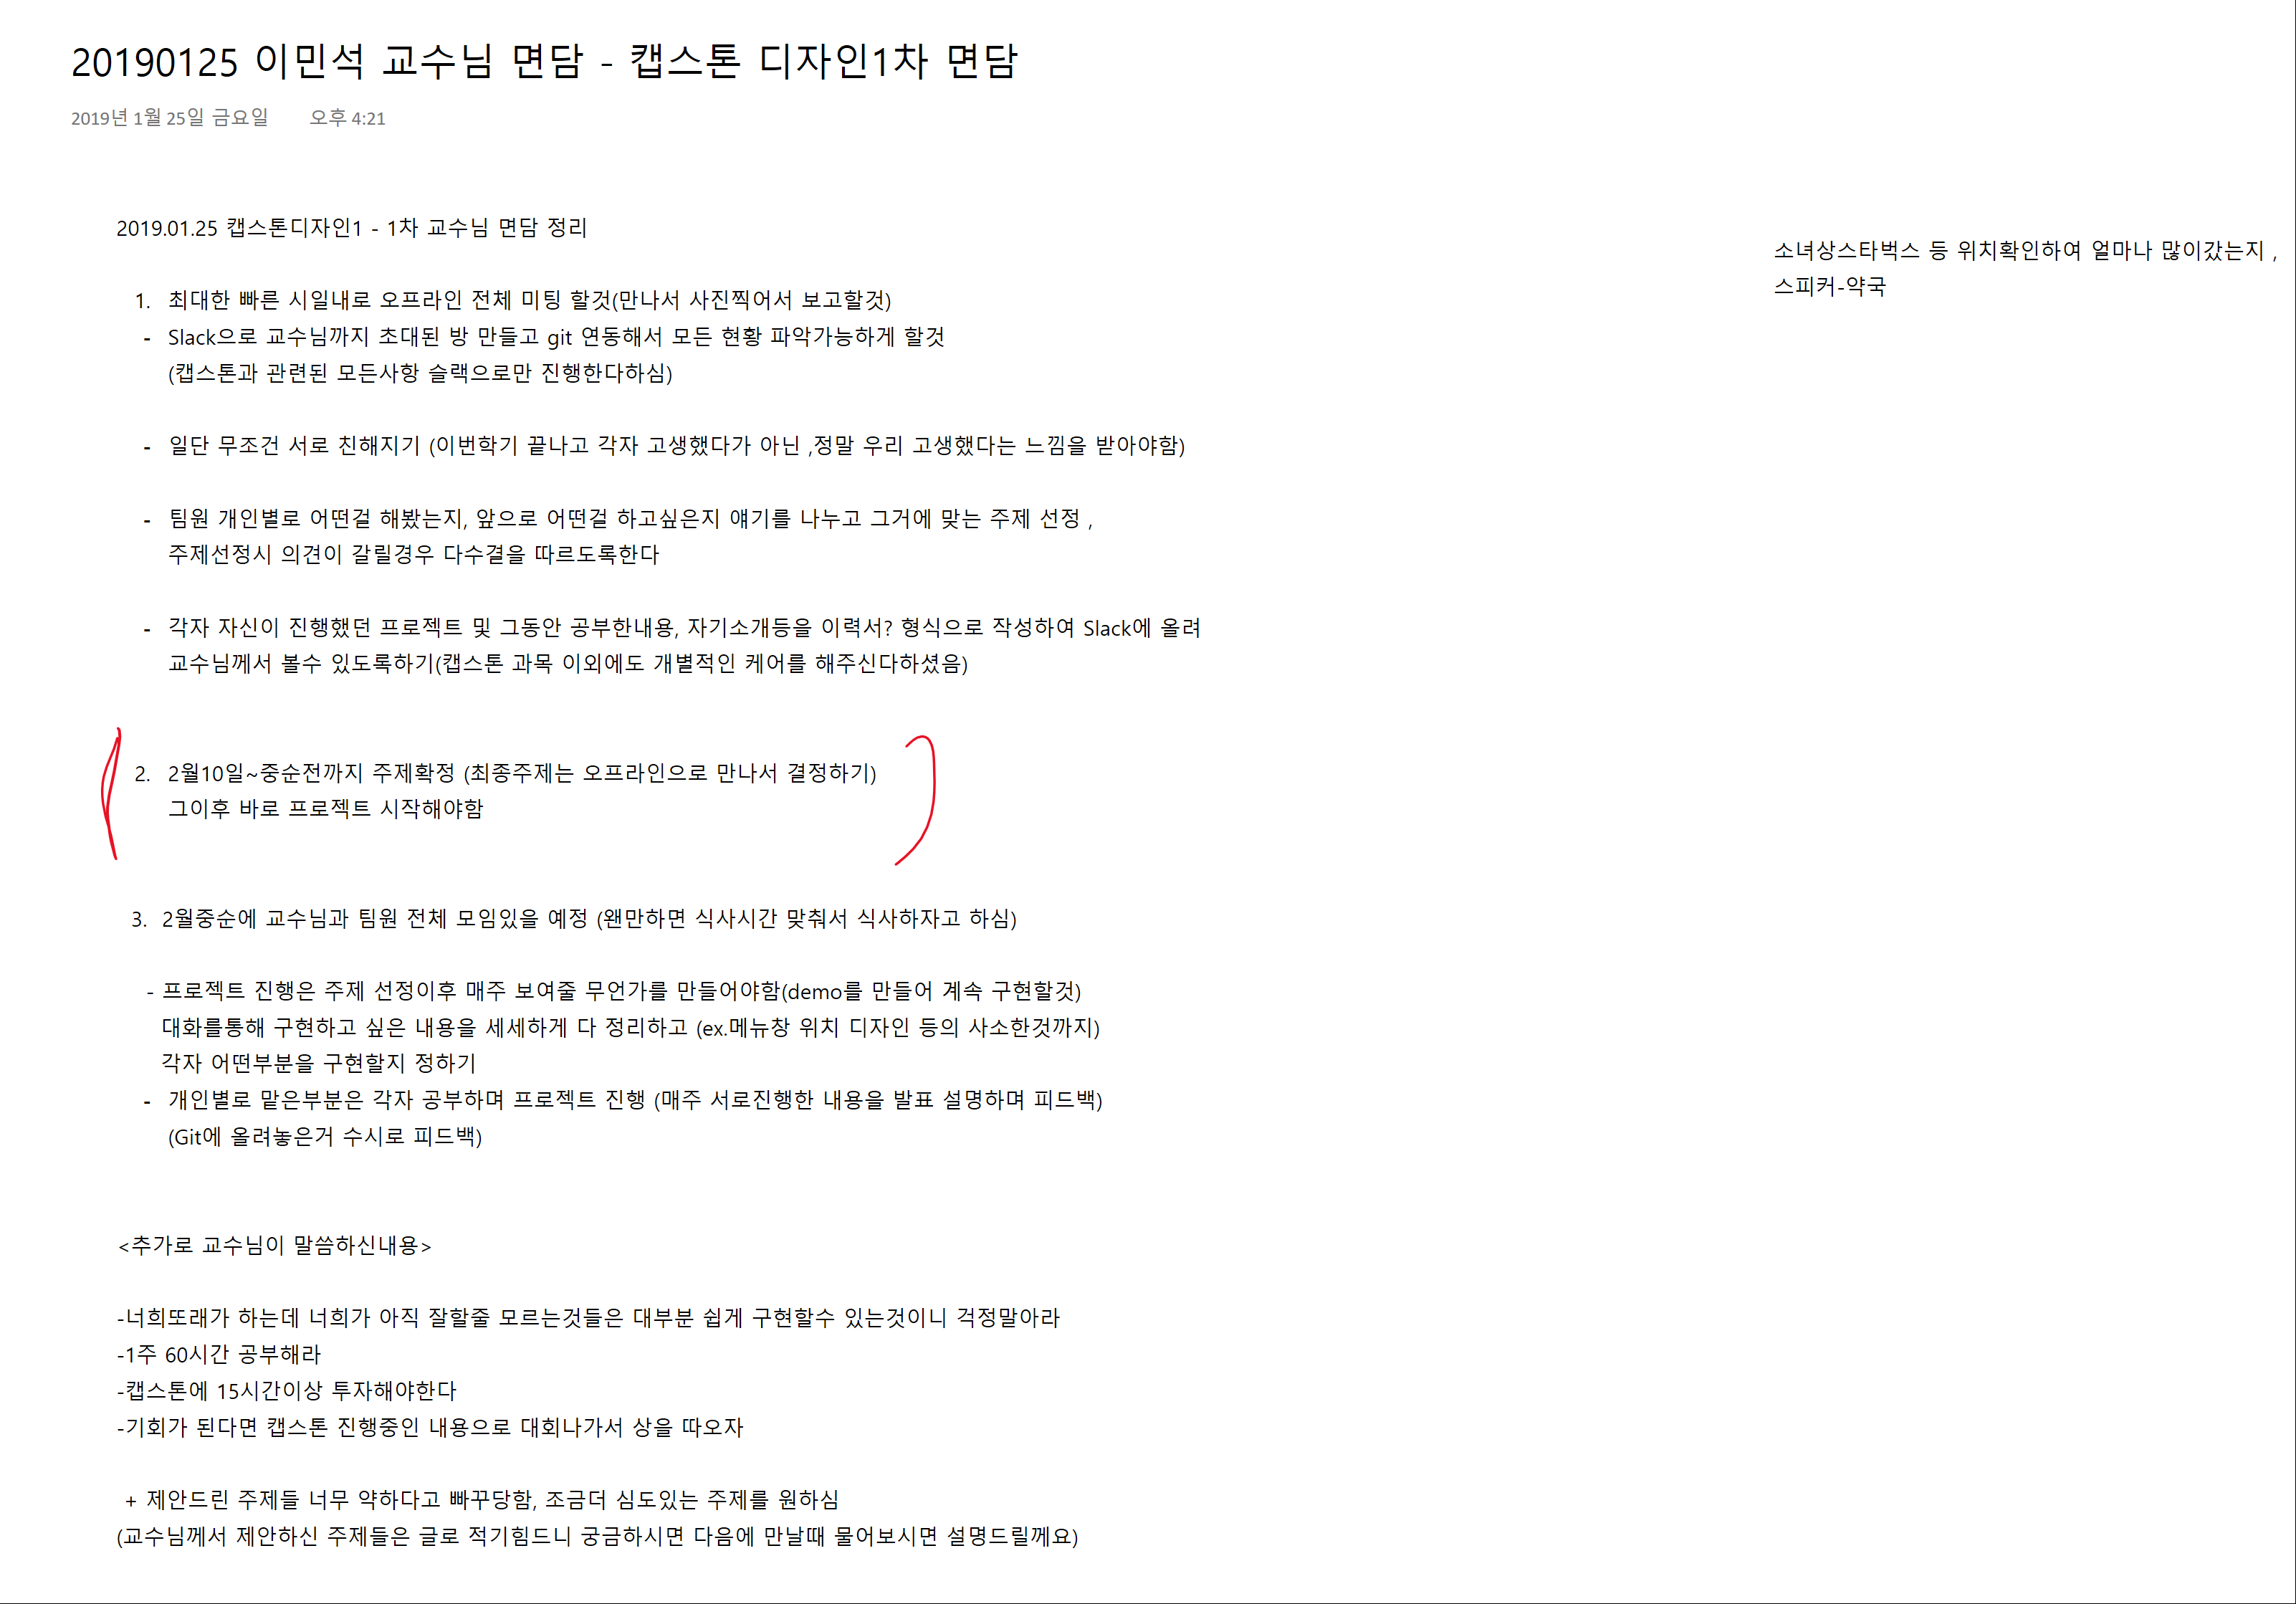 20190125 이민석 교수님 면담 - 캡스톤 디자인1차 면담
2019년 1월 25일 금요일 오후 4:21
2019.01.25 캡스톤디자인1 - 1차 교수님 면담 정리
1. 최대한 빠른 시일내로 오프라인 전체 미팅 할것(만나서 사진찍어서 보고할것)
- Slack으로 교수님까지 초대된 방 만들고 git 연동해서 모든 현황 파악가능하게 할것
(캡스톤과 관련된 모든사항 슬랙으로만 진행한다하심)
- 일단 무조건 서로 친해지기 (이번학기 끝나고 각자 고생했다가 아닌 ,정말 우리 고생했다는 느낌을 받아야함)
- 팀원 개인별로 어떤걸 해봤는지, 앞으로 어떤걸 하고싶은지 얘기를 나누고 그거에 맞는 주제 선정 ,
주제선정시 의견이 갈릴경우 다수결을 따르도록한다
- 각자 자신이 진행했던 프로젝트 및 그동안 공부한내용, 자기소개등을 이력서? 형식으로 작성하여 Slack에 올려
교수님께서 볼수 있도록하기(캡스톤 과목 이외에도 개별적인 케어를 해주신다하셨음)
2. 2월10일~중순전까지 주제확정 (최종주제는 오프라인으로 만나서 결정하기)
그이후 바로 프로젝트 시작해야함
3. 2월중순에 교수님과 팀원 전체 모임있을 예정 (왠만하면 식사시간 맞춰서 식사하자고 하심)
- 프로젝트 진행은 주제 선정이후 매주 보여줄 무언가를 만들어야함(demo를 만들어 계속 구현할것)
대화를통해 구현하고 싶은 내용을 세세하게 다 정리하고 (ex.메뉴창 위치 디자인 등의 사소한것까지)
각자 어떤부분을 구현할지 정하기
- 개인별로 맡은부분은 각자 공부하며 프로젝트 진행 (매주 서로진행한 내용을 발표 설명하며 피드백)
(Git에 올려놓은거 수시로 피드백)
<추가로 교수님이 말씀하신내용>
-너희또래가 하는데 너희가 아직 잘할줄 모르는것들은 대부분 쉽게 구현할수 있는것이니 걱정말아라
-1주 60시간 공부해라
-캡스톤에 15시간이상 투자해야한다
-기회가 된다면 캡스톤 진행중인 내용으로 대회나가서 상을 따오자
+ 제안드린 주제들 너무 약하다고 빠꾸당함, 조금더 심도있는 주제를 원하심
(교수님께서 제안하신 주제들은 글로 적기힘드니 궁금하시면 다음에 만날때 물어보시면 설명드릴께요)
소녀상스타벅스 등 위치확인하여 얼마나 많이갔는지 ,
스피커-약국